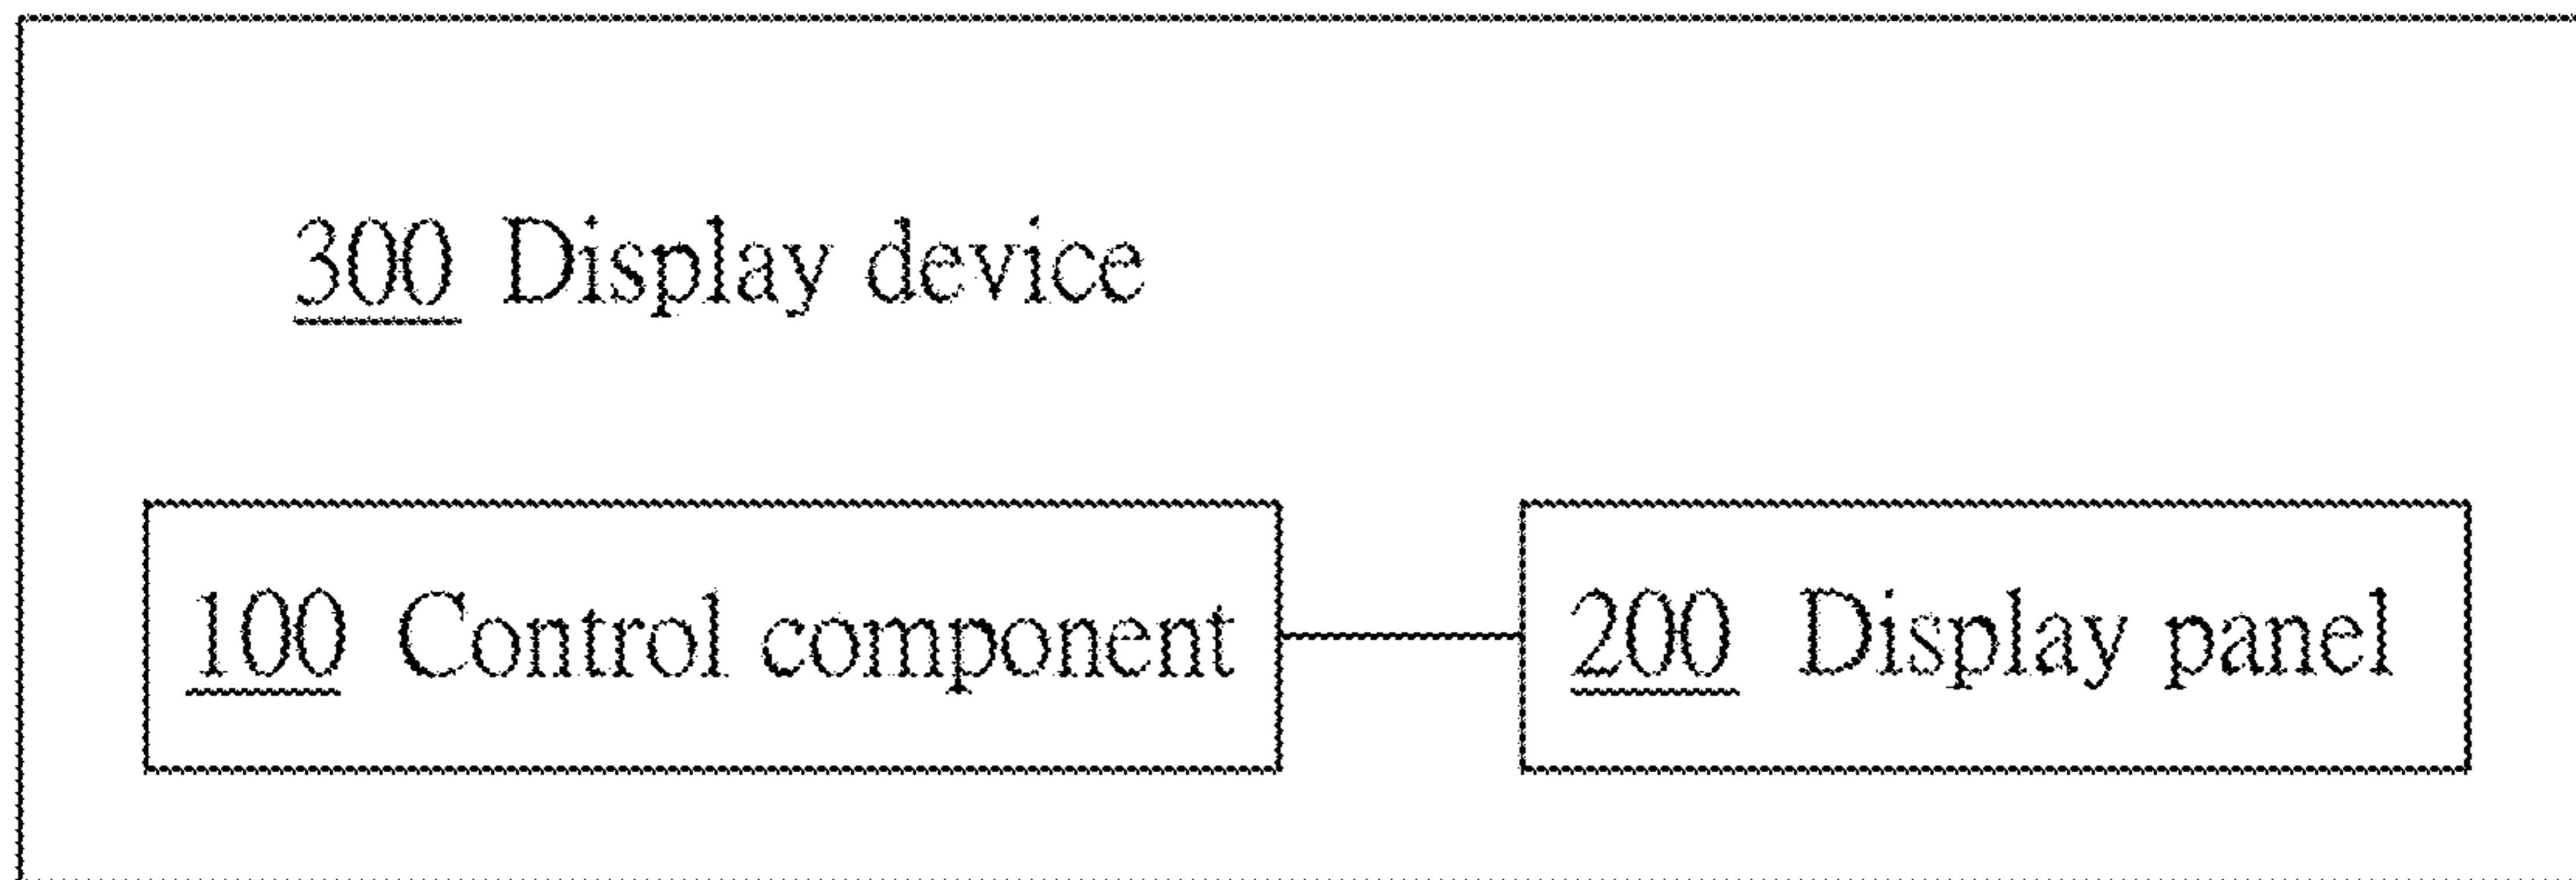 300 Display device
100 Control component
200 Display panel